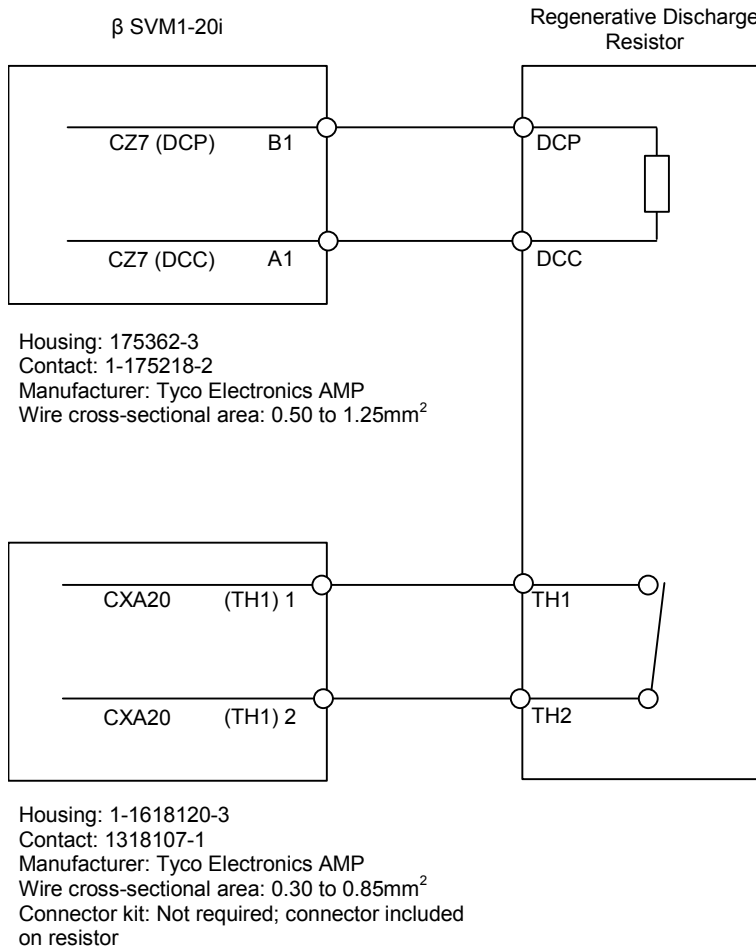 β SVM1-20i
Regenerative Discharge
Resistor
CZ7 (DCP) B1
DCP
CZ7 (DCC) A1
DCC
Housing: 175362-3
Contact: 1-175218-2
Manufacturer: Tyco Electronics AMP
Wire cross-sectional area: 0.50 to 1.25mm²
CXA20 (TH1) 1
TH1
CXA20 (TH1) 2
TH2
Housing: 1-1618120-3
Contact: 1318107-1
Manufacturer: Tyco Electronics AMP
Wire cross-sectional area: 0.30 to 0.85mm²
Connector kit: Not required; connector included
on resistor